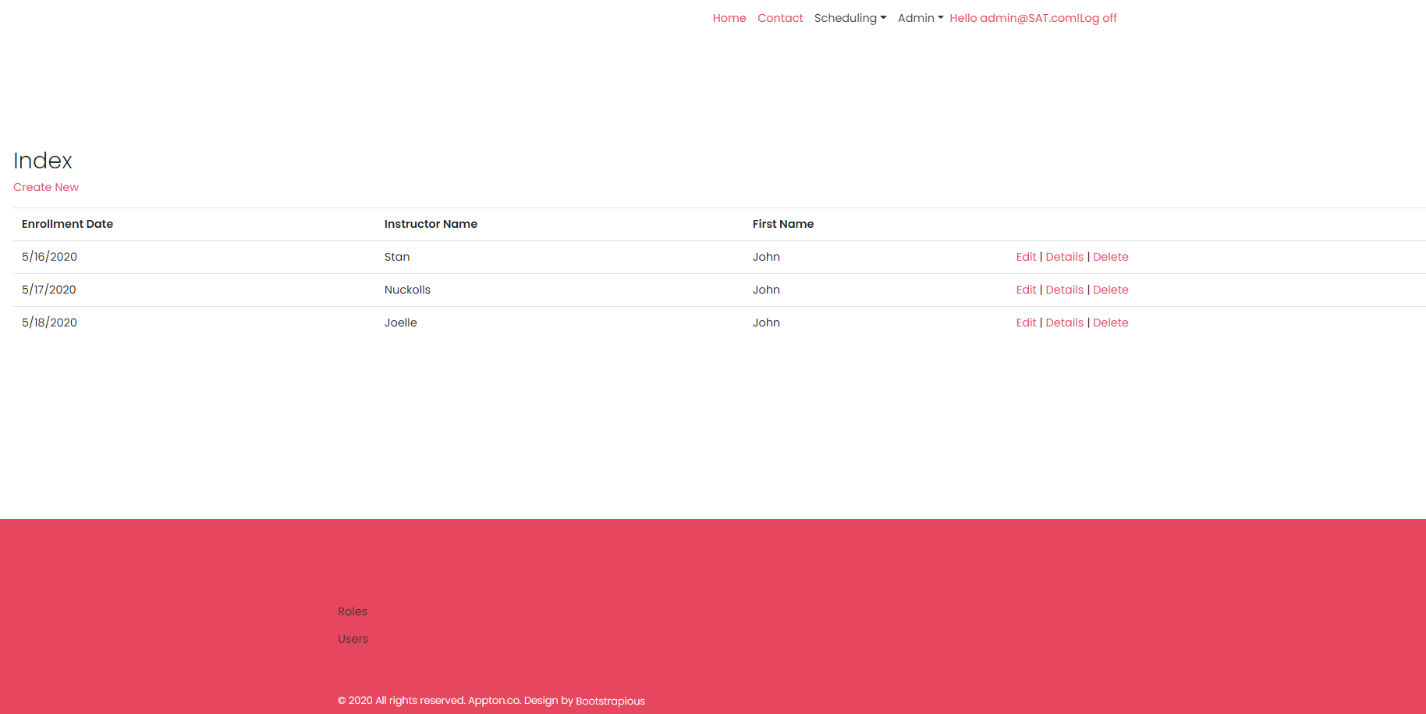 Home Contact Scheduling Admin Hello admin@SAT.com!Log off
Index
Create New
Enrollment Date Instructor Name First Name
5/16/2020 Stan John Edit | Details | Delete
5/17/2020 Nuckolls John Edit | Details | Delete
5/18/2020 Joelle John Edit | Details | Delete
Roles
Users
© 2020 All rights reserved. Appton.co. Design by Bootstrapious